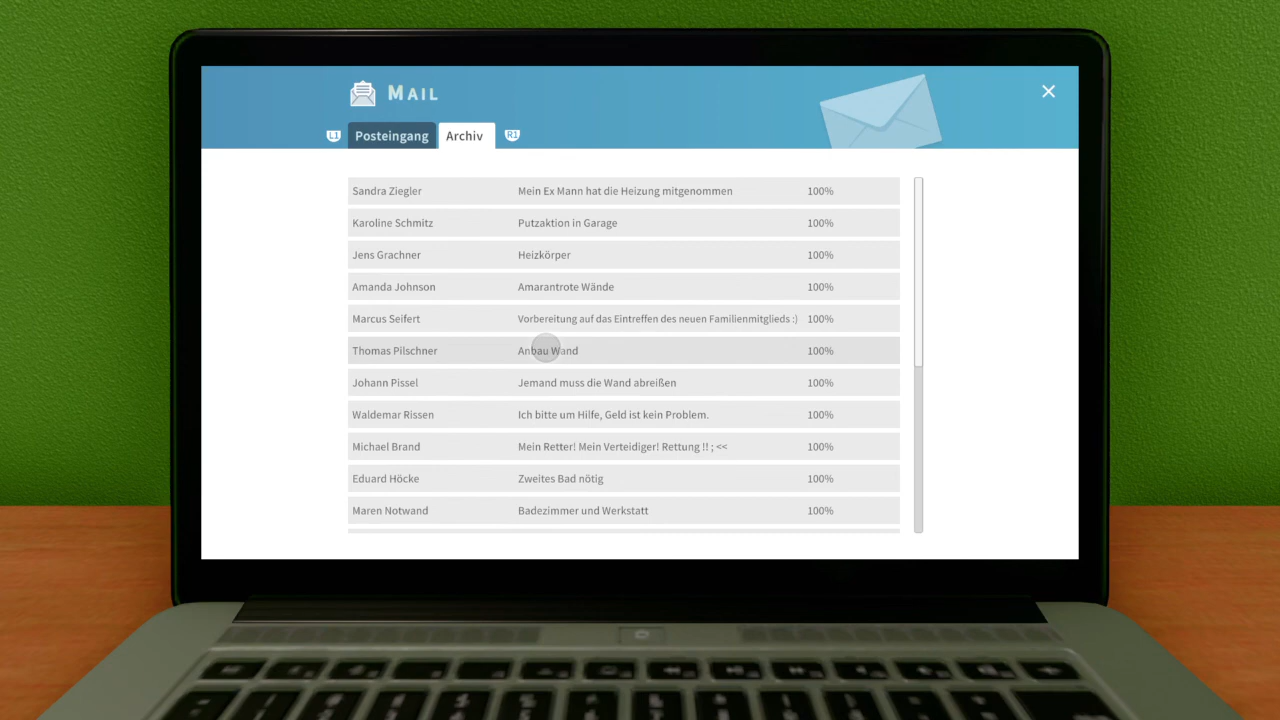 Mail
L1 Posteingang Archiv R1
Sandra Ziegler Mein Ex Mann hat die Heizung mitgenommen 100%
Karoline Schmitz Putzaktion in Garage 100%
Jens Grachner Heizkörper 100%
Amanda Johnson Amarantrote Wände 100%
Marcus Seifert Vorbereitung auf das Eintreffen des neuen Familienmitglieds :) 100%
Thomas Pilschner Anbau Wand 100%
Johann Pissel Jemand muss die Wand abreißen 100%
Waldemar Rissen Ich bitte um Hilfe, Geld ist kein Problem. 100%
Michael Brand Mein Retter! Mein Verteidiger! Rettung !! ; << 100%
Eduard Höcke Zweites Bad nötig 100%
Maren Notwand Badezimmer und Werkstatt 100%